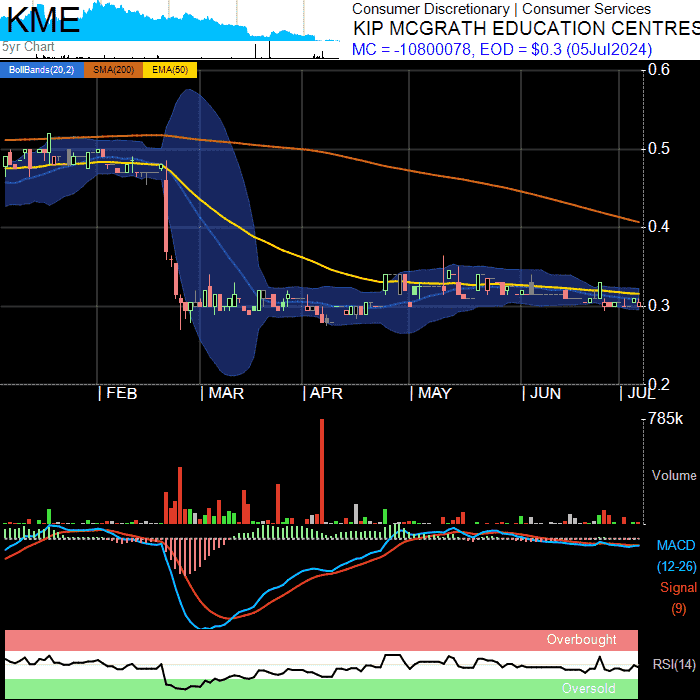 KME
5yr Chart
Consumer Discretionary | Consumer Services
KIP MCGRATH EDUCATION CENTRES
MC = -10800078, EOD = $0.3 (05Jul2024)
BollBands(20,2) SMA(200) EMA(50)
0.6
0.5
0.4
0.3
0.2
FEB MAR APR MAY JUN JUL
785k
Volume
MACD
(12-26)
Signal
(9)
Overbought
RSI(14)
Oversold